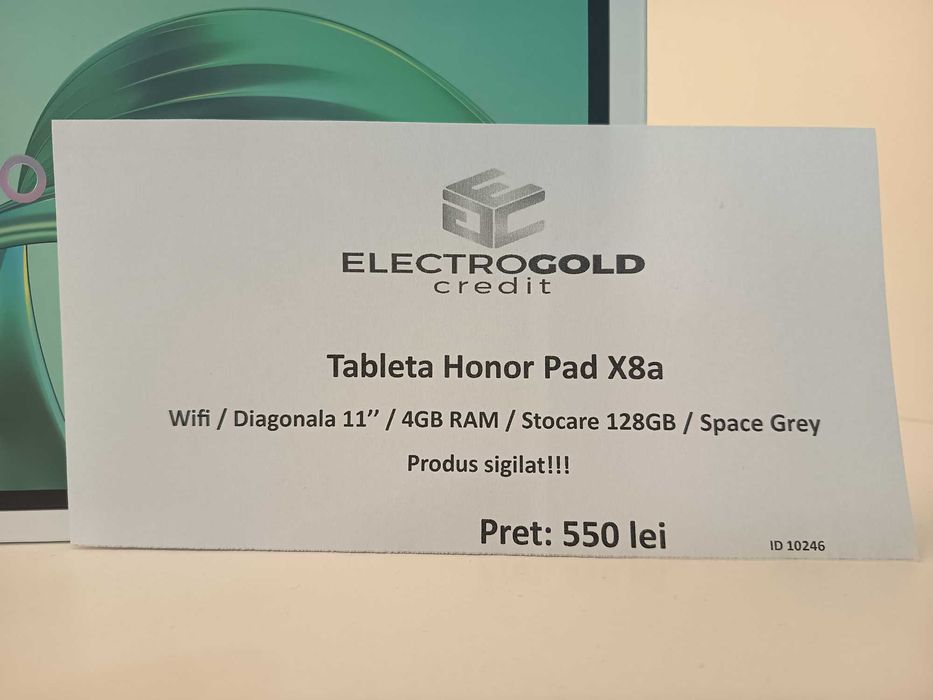 ELECTROGOLD
credit
Tableta Honor Pad X8a
Wifi / Diagonala 11’’ / 4GB RAM / Stocare 128GB / Space Grey
Produs sigilat!!!
Pret: 550 lei
ID 10246